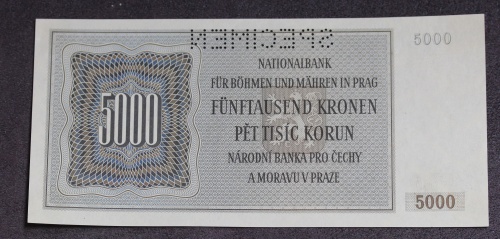 SPECIMEN
5000
NATIONALBANK
FÜR BÖHMEN UND MÄHREN IN PRAG
FÜNFTAUSEND KRONEN
PĚT TISÍC KORUN
NÁRODNÍ BANKA PRO ČECHY
A MORAVU V PRAZE
5000
5000